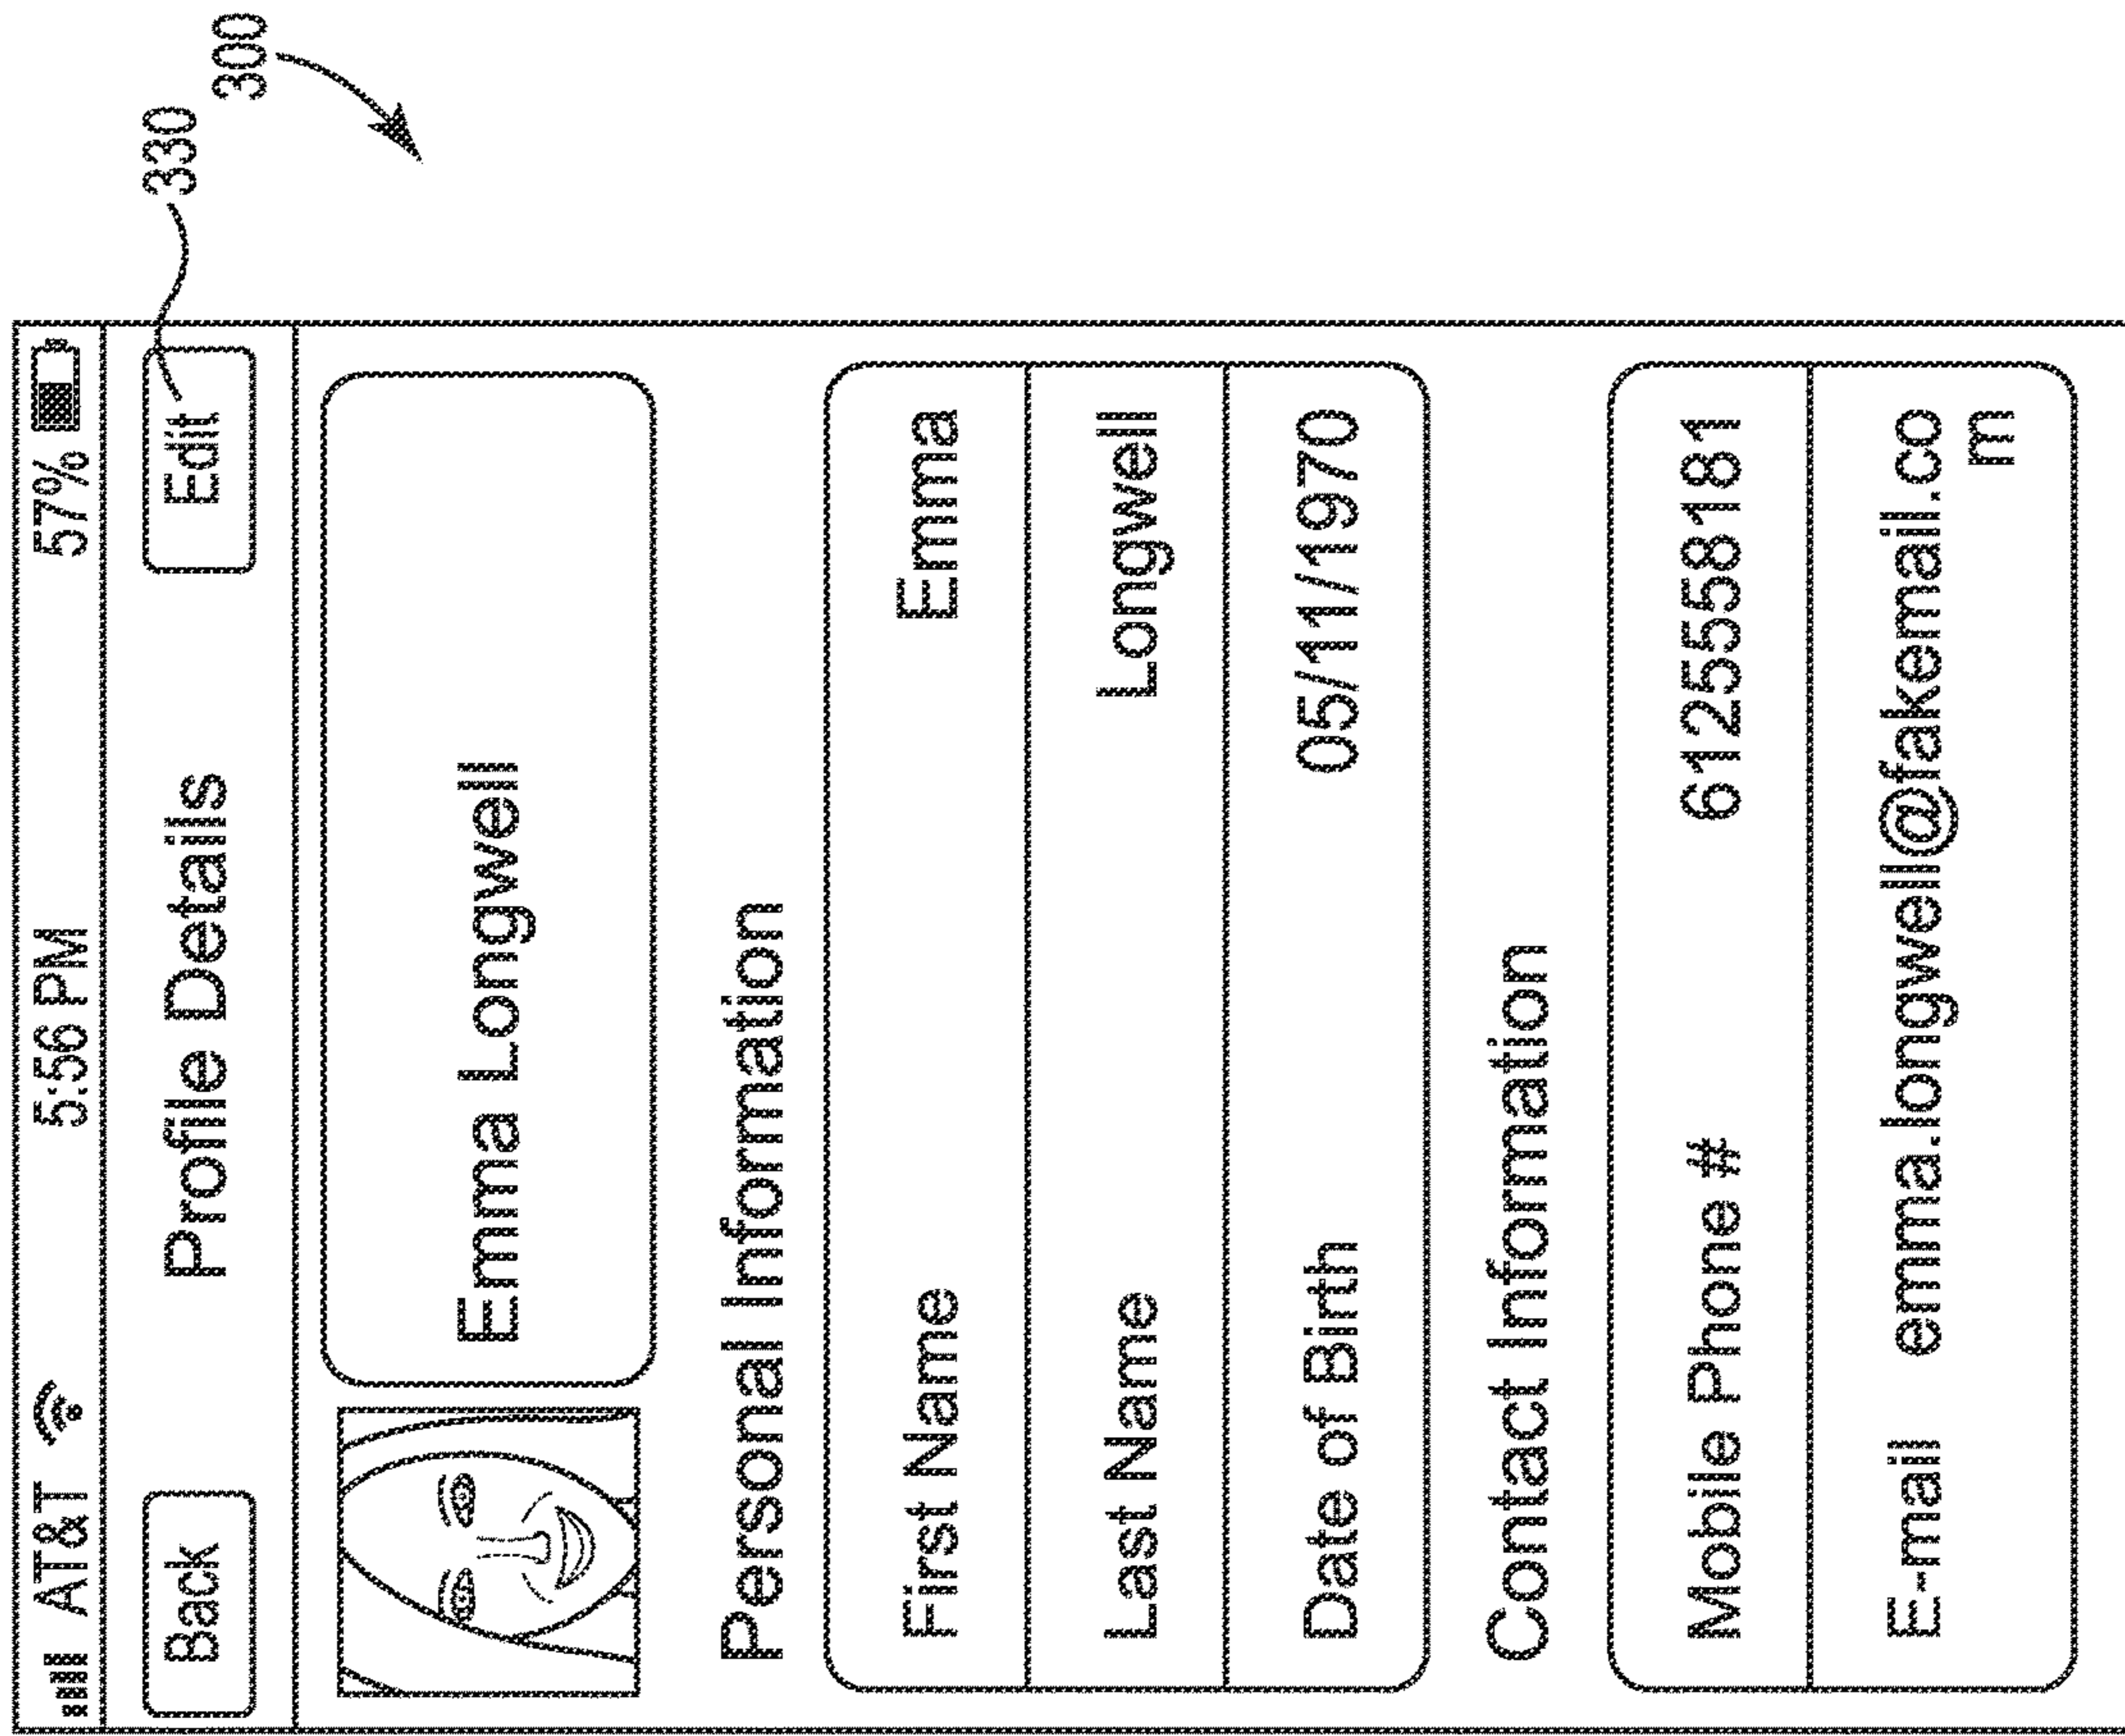 AT&T 5:56 PM 57%
Back Profile Details Edit
330
300
Emma Longwell
Personal Information
First Name Emma
Last Name Longwell
Date of Birth 05/11/1970
Contact Information
Mobile Phone # 6125558181
E-mail emma.longwell@fakemail.co
m